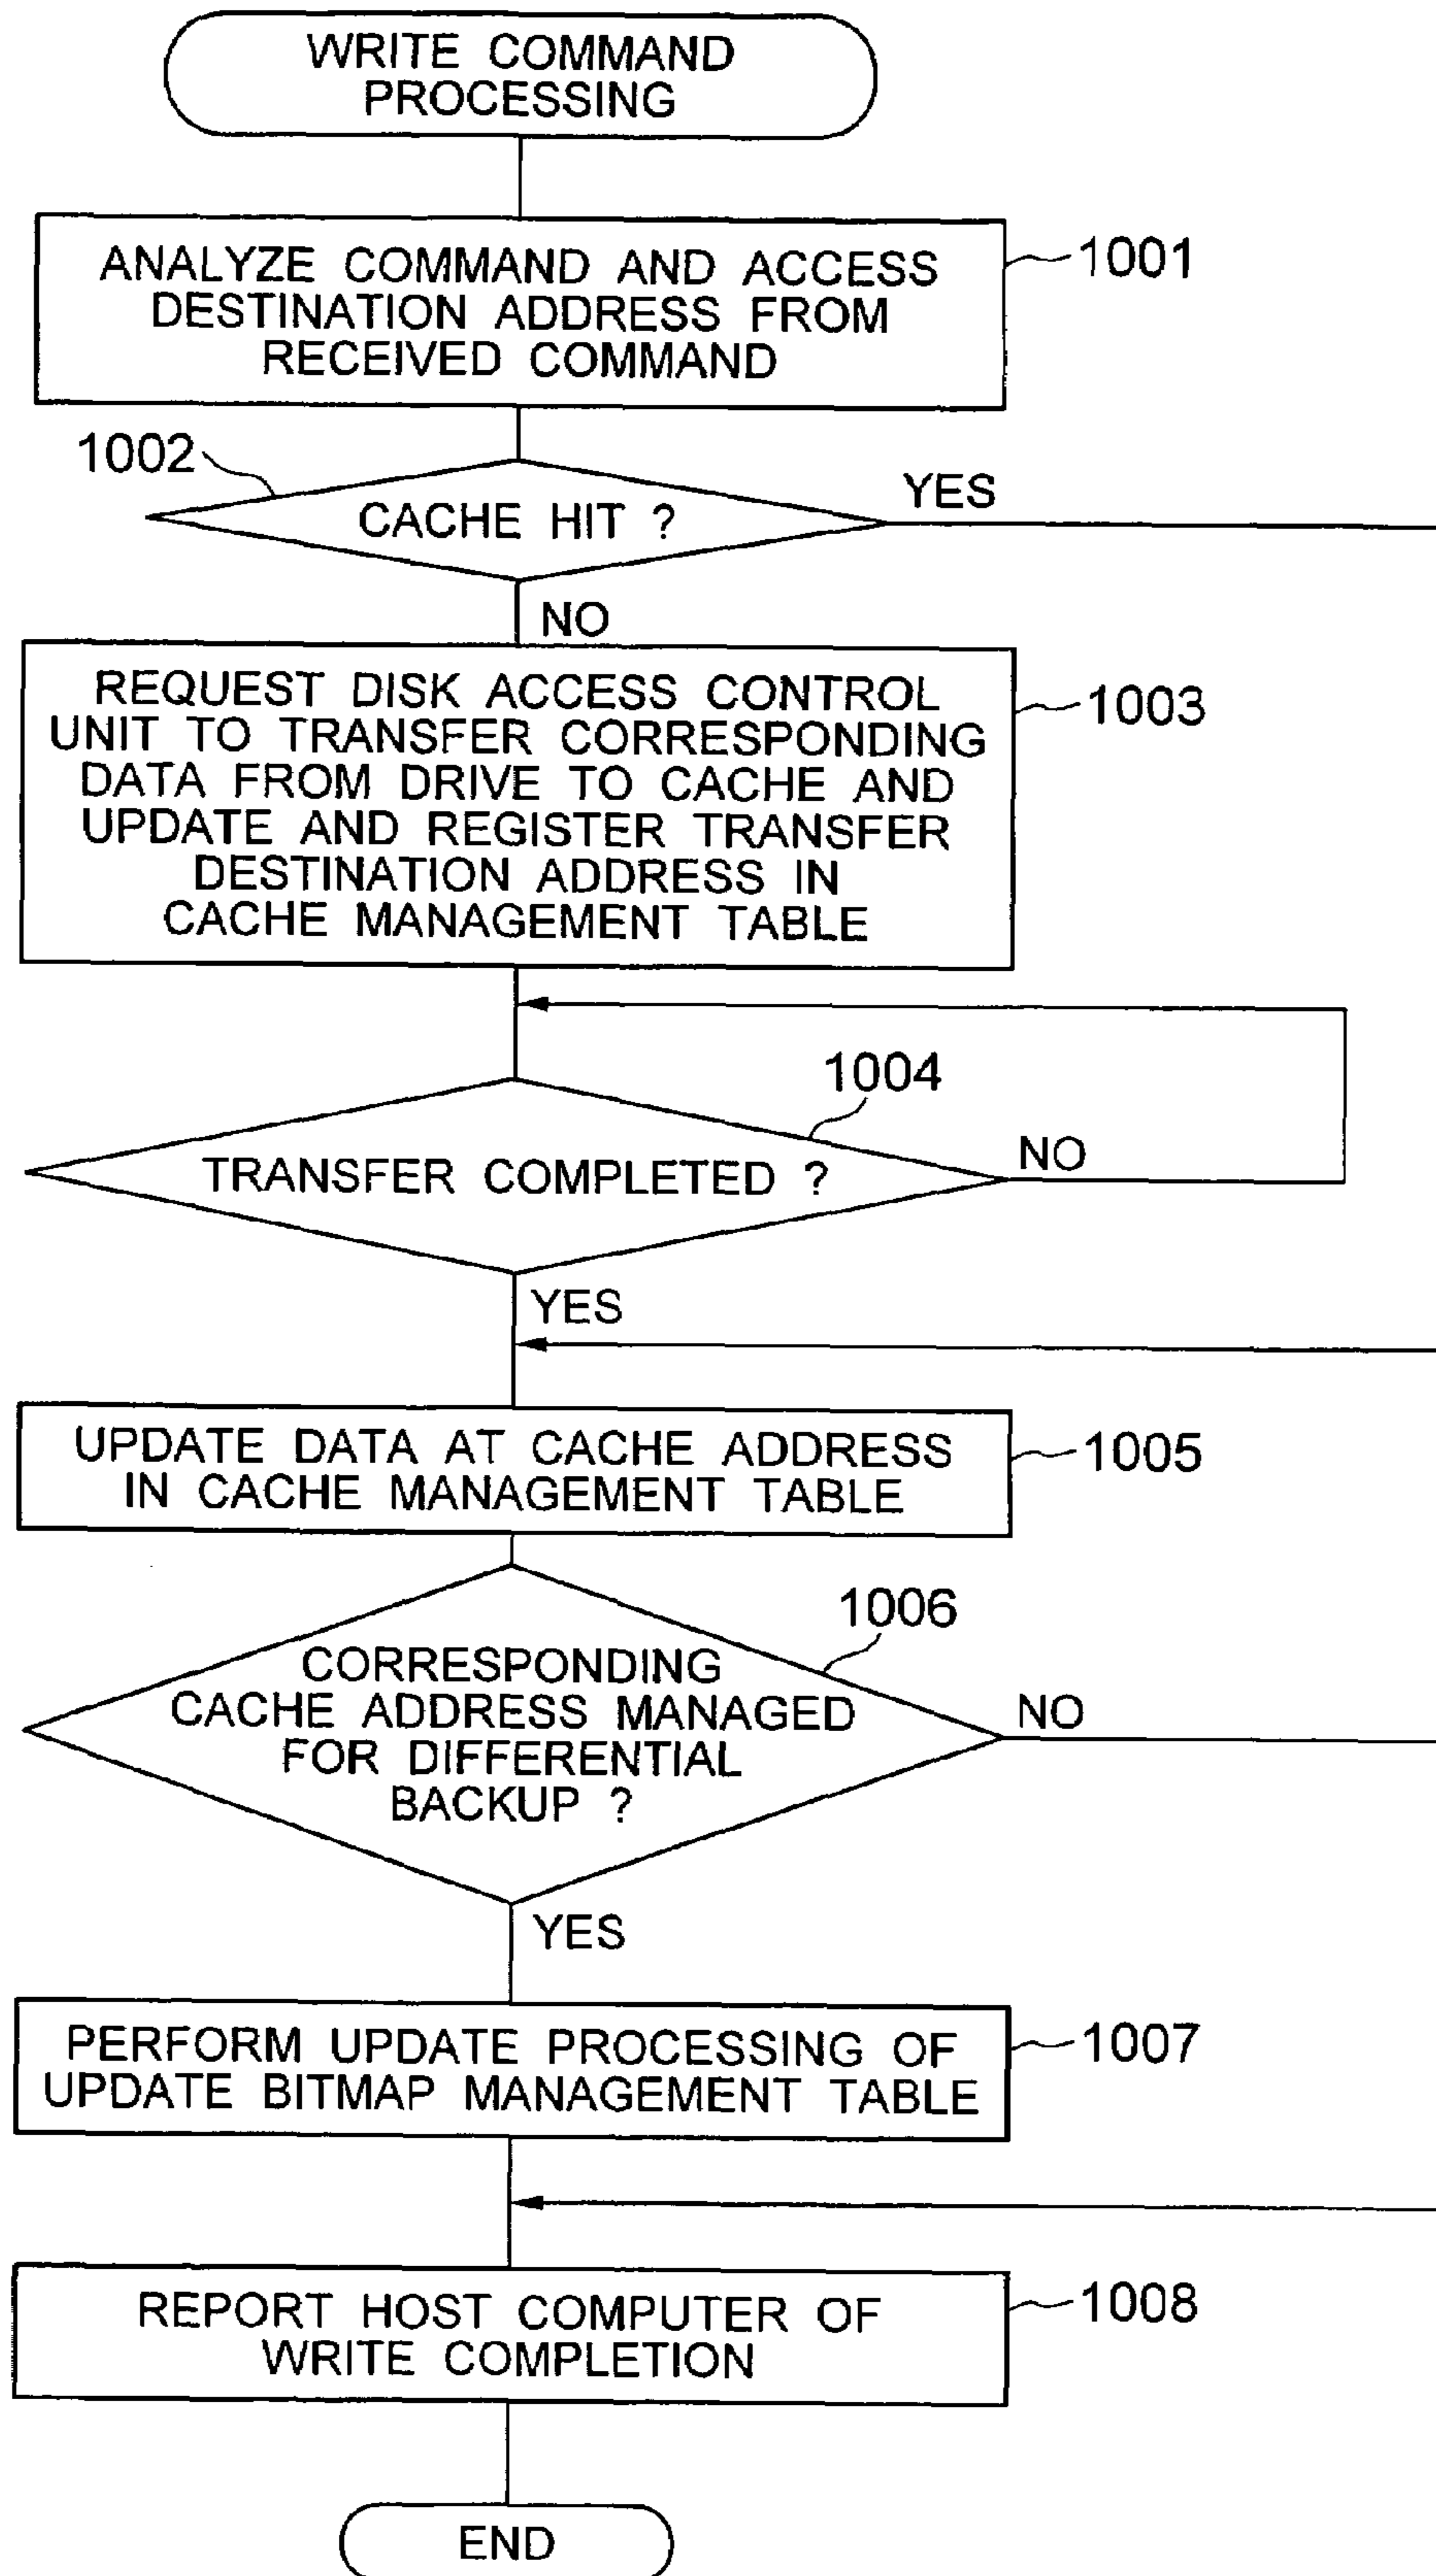 WRITE COMMAND
PROCESSING
ANALYZE COMMAND AND ACCESS
DESTINATION ADDRESS FROM
RECEIVED COMMAND
1001
1002
CACHE HIT ?
YES
NO
REQUEST DISK ACCESS CONTROL
UNIT TO TRANSFER CORRESPONDING
DATA FROM DRIVE TO CACHE AND
UPDATE AND REGISTER TRANSFER
DESTINATION ADDRESS IN
CACHE MANAGEMENT TABLE
1003
1004
TRANSFER COMPLETED ?
NO
YES
UPDATE DATA AT CACHE ADDRESS
IN CACHE MANAGEMENT TABLE
1005
1006
CORRESPONDING
CACHE ADDRESS MANAGED
FOR DIFFERENTIAL
BACKUP ?
NO
YES
PERFORM UPDATE PROCESSING OF
UPDATE BITMAP MANAGEMENT TABLE
1007
REPORT HOST COMPUTER OF
WRITE COMPLETION
1008
END